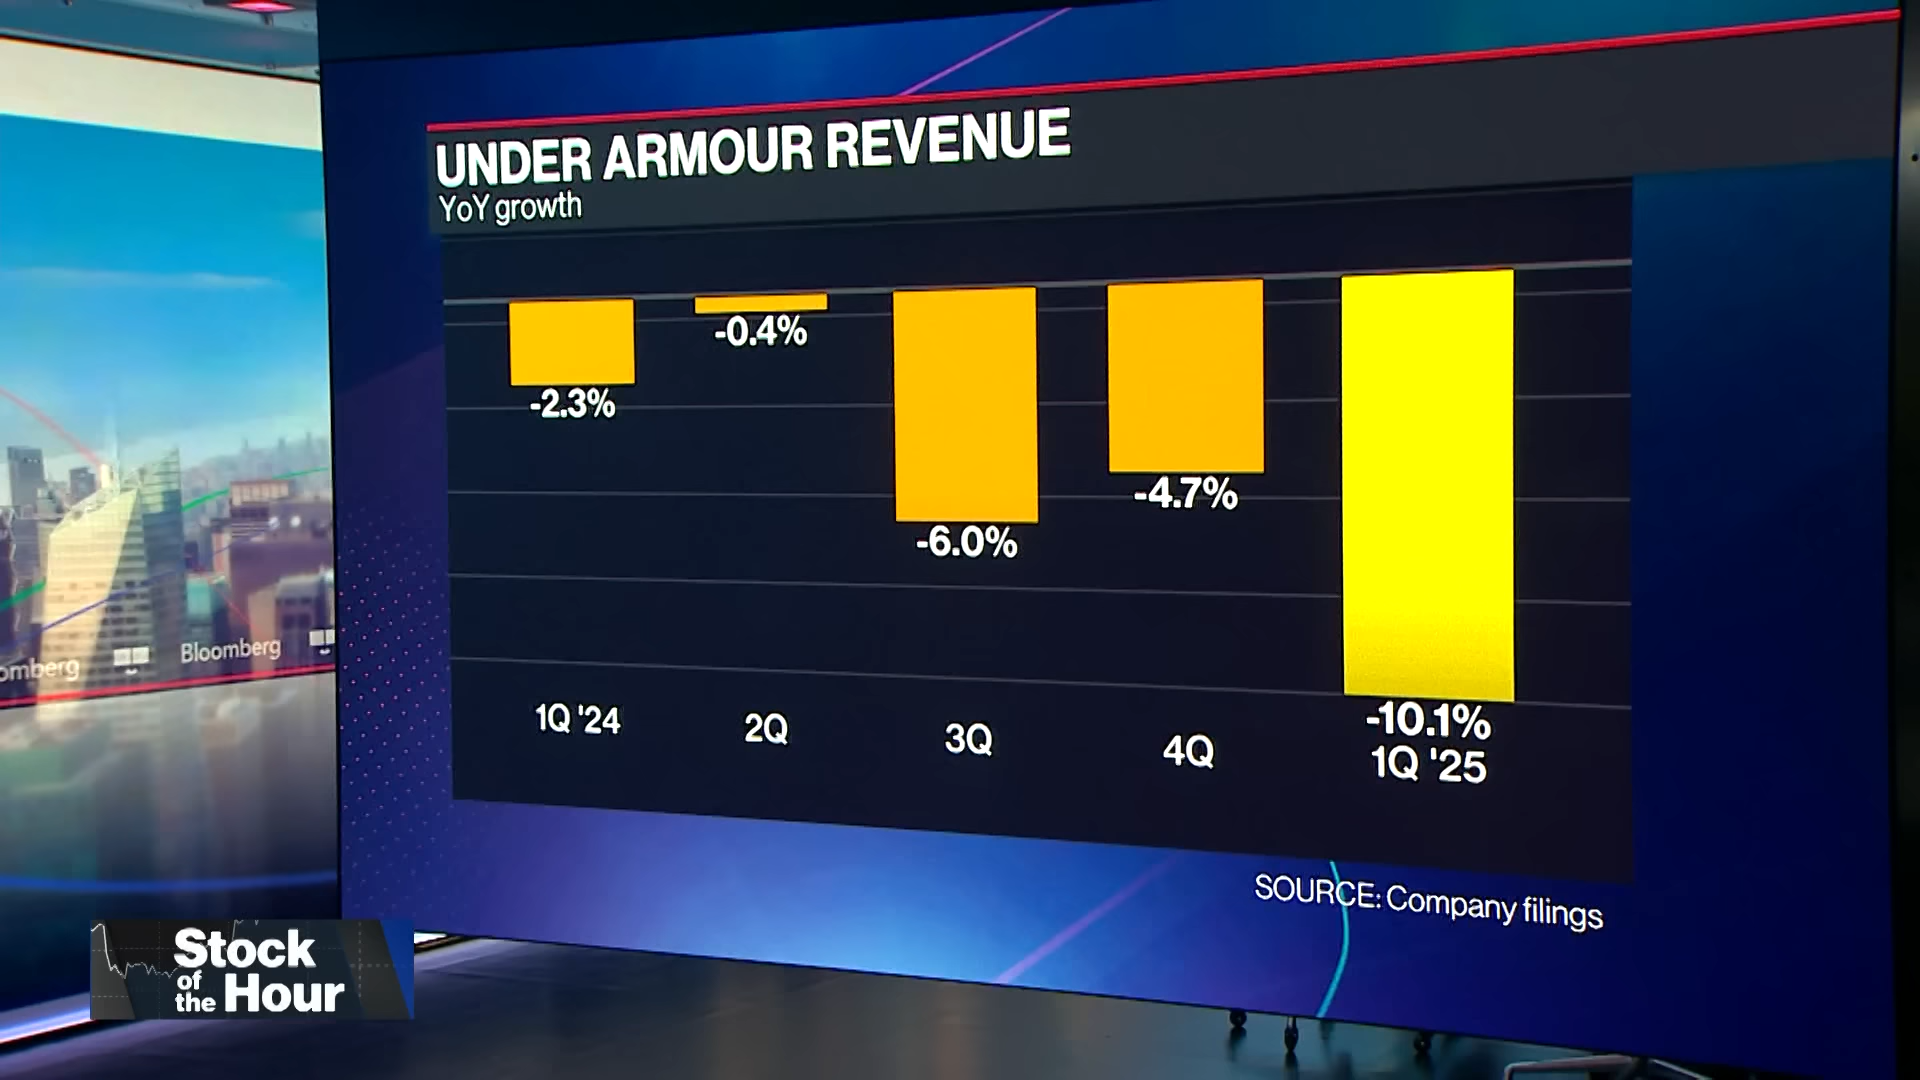 UNDER ARMOUR REVENUE
YoY growth
-2.3%
-0.4%
-6.0%
-4.7%
-10.1%
1Q '24
2Q
3Q
4Q
1Q '25
SOURCE: Company filings
omberg
Bloomberg
Stock
of
the Hour